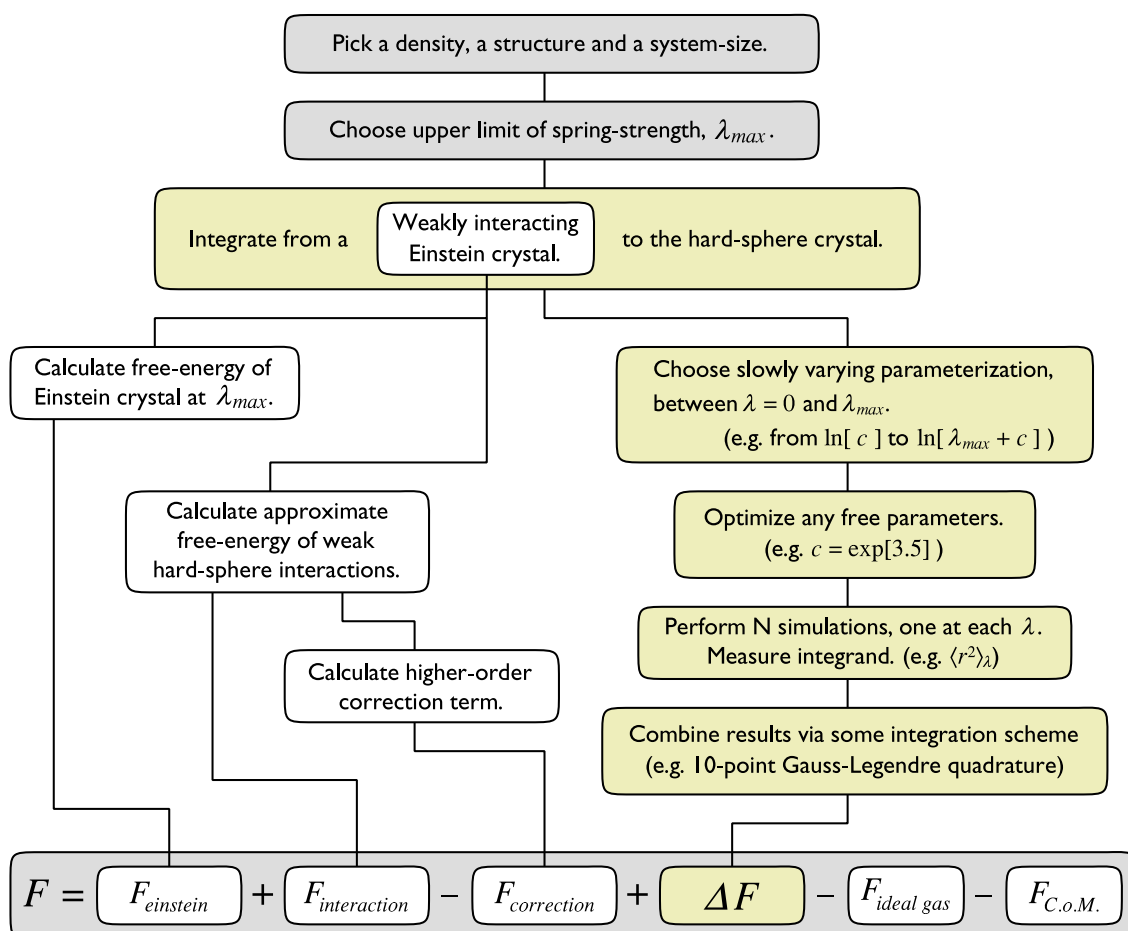 Pick a density, a structure and a system-size.
Choose upper limit of spring-strength, λmax.
Integrate from a
Weakly interacting
Einstein crystal.
to the hard-sphere crystal.
Calculate free-energy of
Einstein crystal at λmax.
Choose slowly varying parameterization,
between λ = 0 and λmax.
(e.g. from ln[ c ] to ln[ λmax + c ] )
Calculate approximate
free-energy of weak
hard-sphere interactions.
Optimize any free parameters.
(e.g. c = exp[3.5] )
Perform N simulations, one at each λ.
Measure integrand. (e.g. ⟨r²⟩λ)
Calculate higher-order
correction term.
Combine results via some integration scheme
(e.g. 10-point Gauss-Legendre quadrature)
F = Feinstein + Finteraction − Fcorrection + ΔF − Fideal gas − FC.o.M.